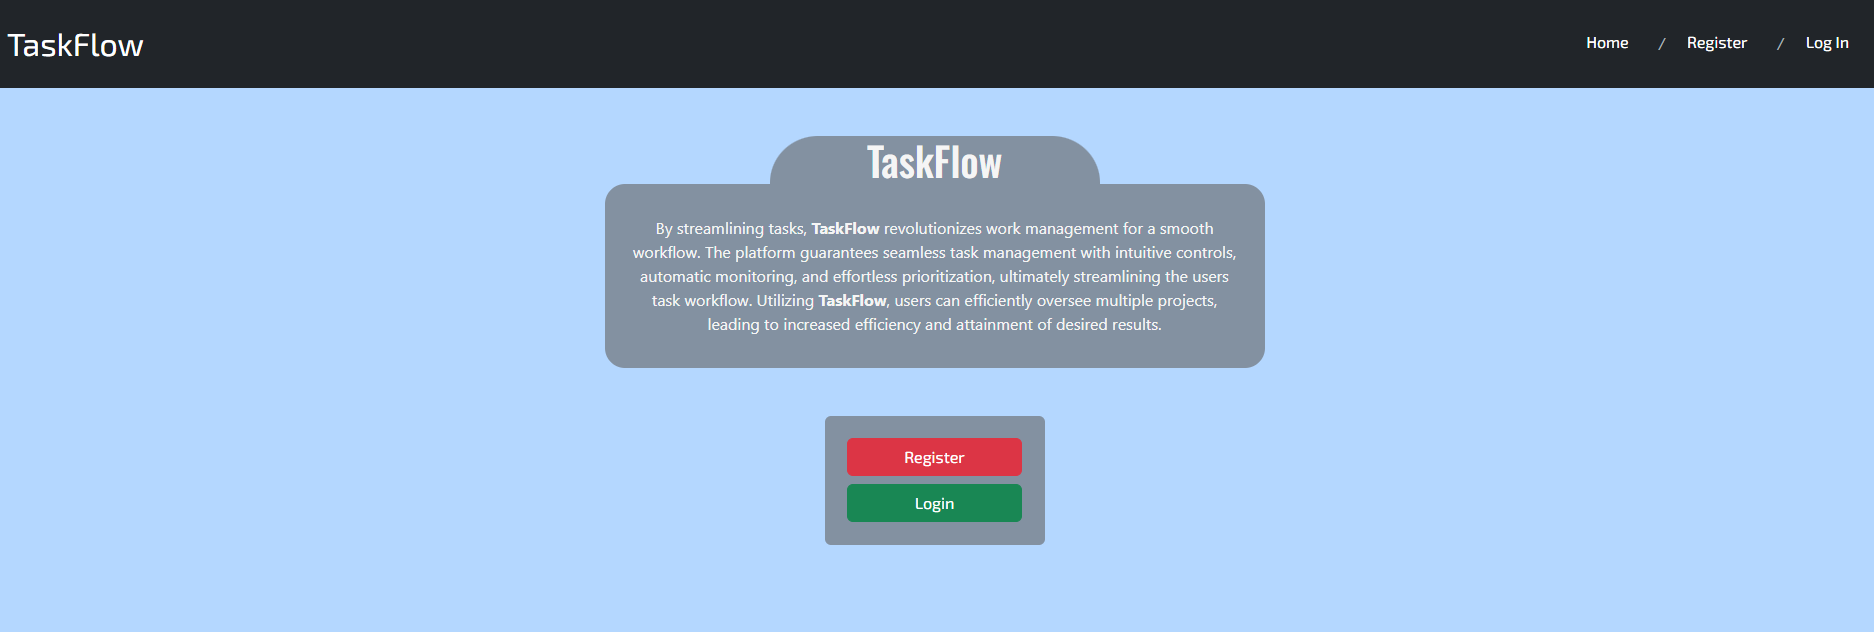 TaskFlow
Home / Register / Log In
TaskFlow
By streamlining tasks, TaskFlow revolutionizes work management for a smooth
workflow. The platform guarantees seamless task management with intuitive controls,
automatic monitoring, and effortless prioritization, ultimately streamlining the users
task workflow. Utilizing TaskFlow, users can efficiently oversee multiple projects,
leading to increased efficiency and attainment of desired results.
Register
Login